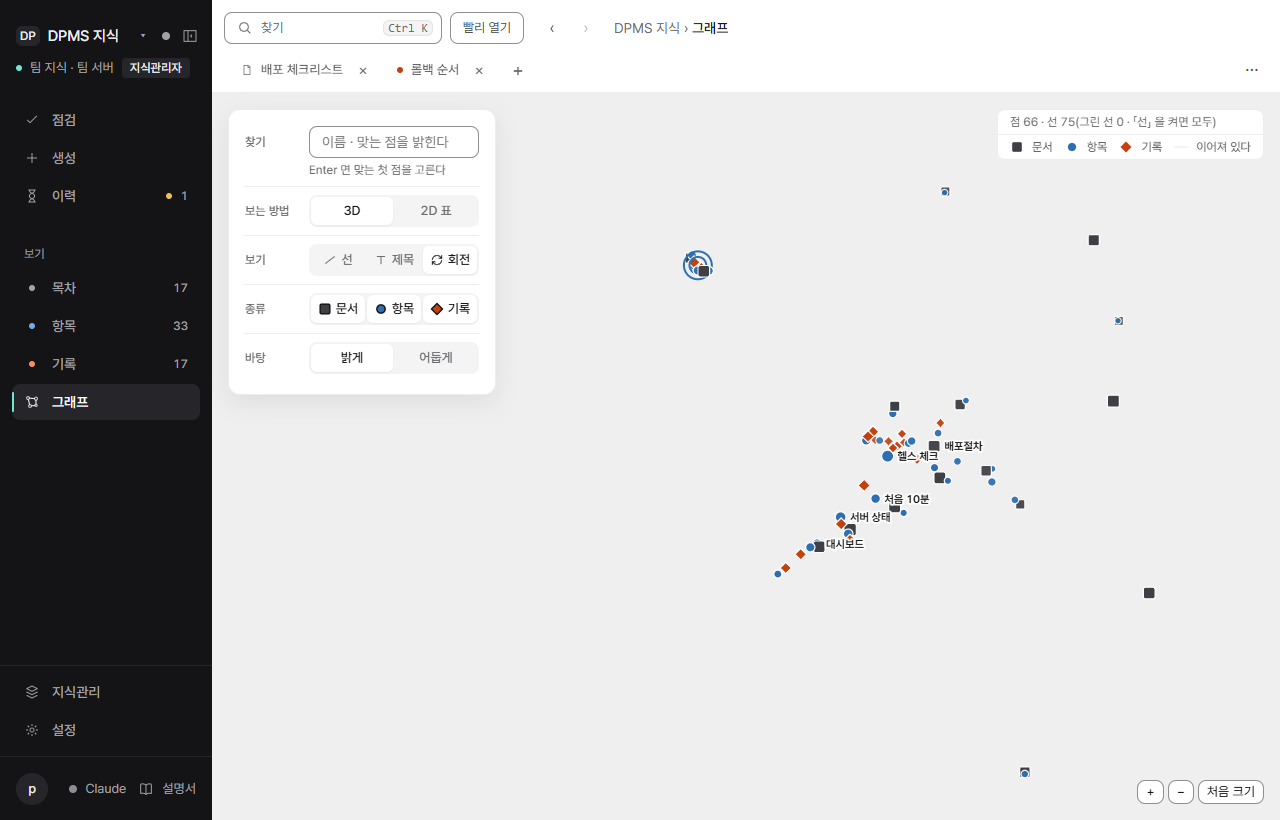 DP DPMS 지식
팀 지식 · 팀 서버 지식관리자
점검
생성
이력 1
보기
목차 17
항목 33
기록 17
그래프
지식관리
설정
p Claude 설명서
찾기 Ctrl K
빨리 열기
‹ › DPMS 지식 › 그래프
배포 체크리스트 ×
롤백 순서 ×
+
···
찾기 이름 · 맞는 점을 밝힌다
Enter 면 맞는 첫 점을 고른다
보는 방법 3D 2D 표
보기 선 제목 회전
종류 문서 항목 기록
바탕 밝게 어둡게
점 66 · 선 75(그린 선 0 · 「선」 을 켜면 모두)
문서 항목 기록 이어져 있다
배포절차
헬스 체크
처음 10분
서버 상태
대시보드
+ − 처음 크기